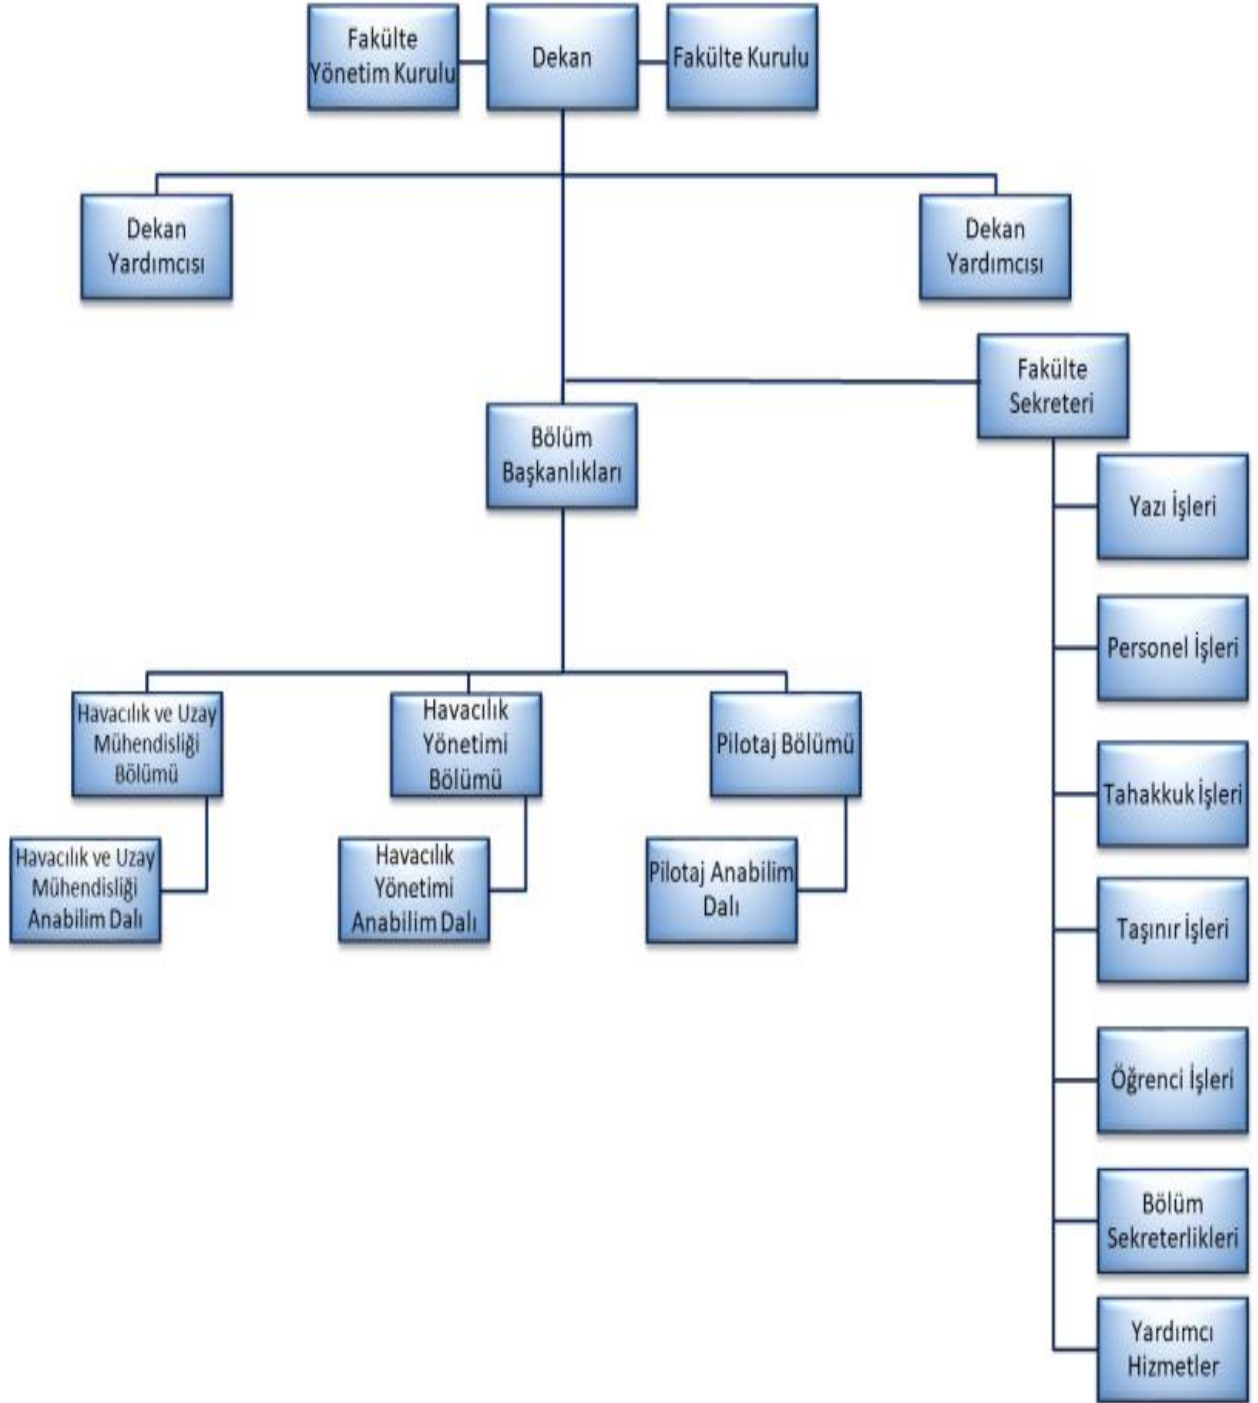 Fakülte
Yönetim Kurulu
Dekan
Fakülte Kurulu
Dekan
Yardımcısı
Dekan
Yardımcısı
Fakülte
Sekreteri
Bölüm
Başkanlıkları
Yazı İşleri
Personel İşleri
Havacılık ve Uzay
Mühendisliği
Bölümü
Havacılık
Yönetimi
Bölümü
Pilotaj Bölümü
Tahakkuk İşleri
Havacılık ve Uzay
Mühendisliği
Anabilim Dalı
Havacılık
Yönetimi
Anabilim Dalı
Pilotaj Anabilim
Dalı
Taşınır İşleri
Öğrenci İşleri
Bölüm
Sekreterlikleri
Yardımcı
Hizmetler